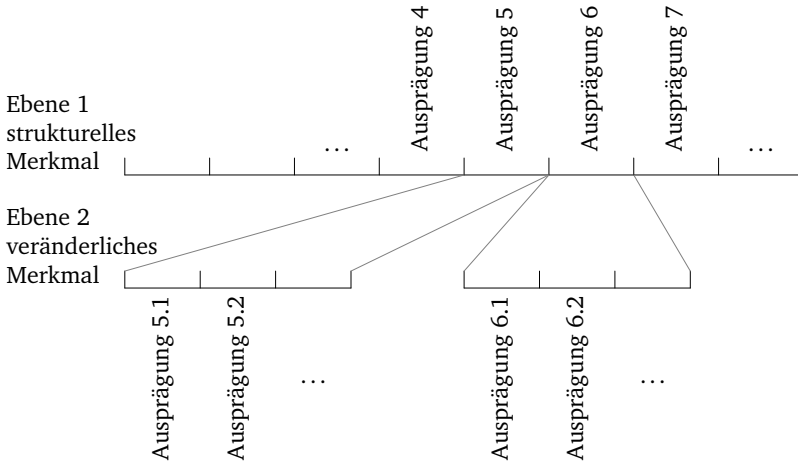 Ausprägung 4
Ausprägung 5
Ausprägung 6
Ausprägung 7
Ebene 1
strukturelles
Merkmal
...
...
Ebene 2
veränderliches
Merkmal
Ausprägung 5.1
Ausprägung 5.2
...
Ausprägung 6.1
Ausprägung 6.2
...